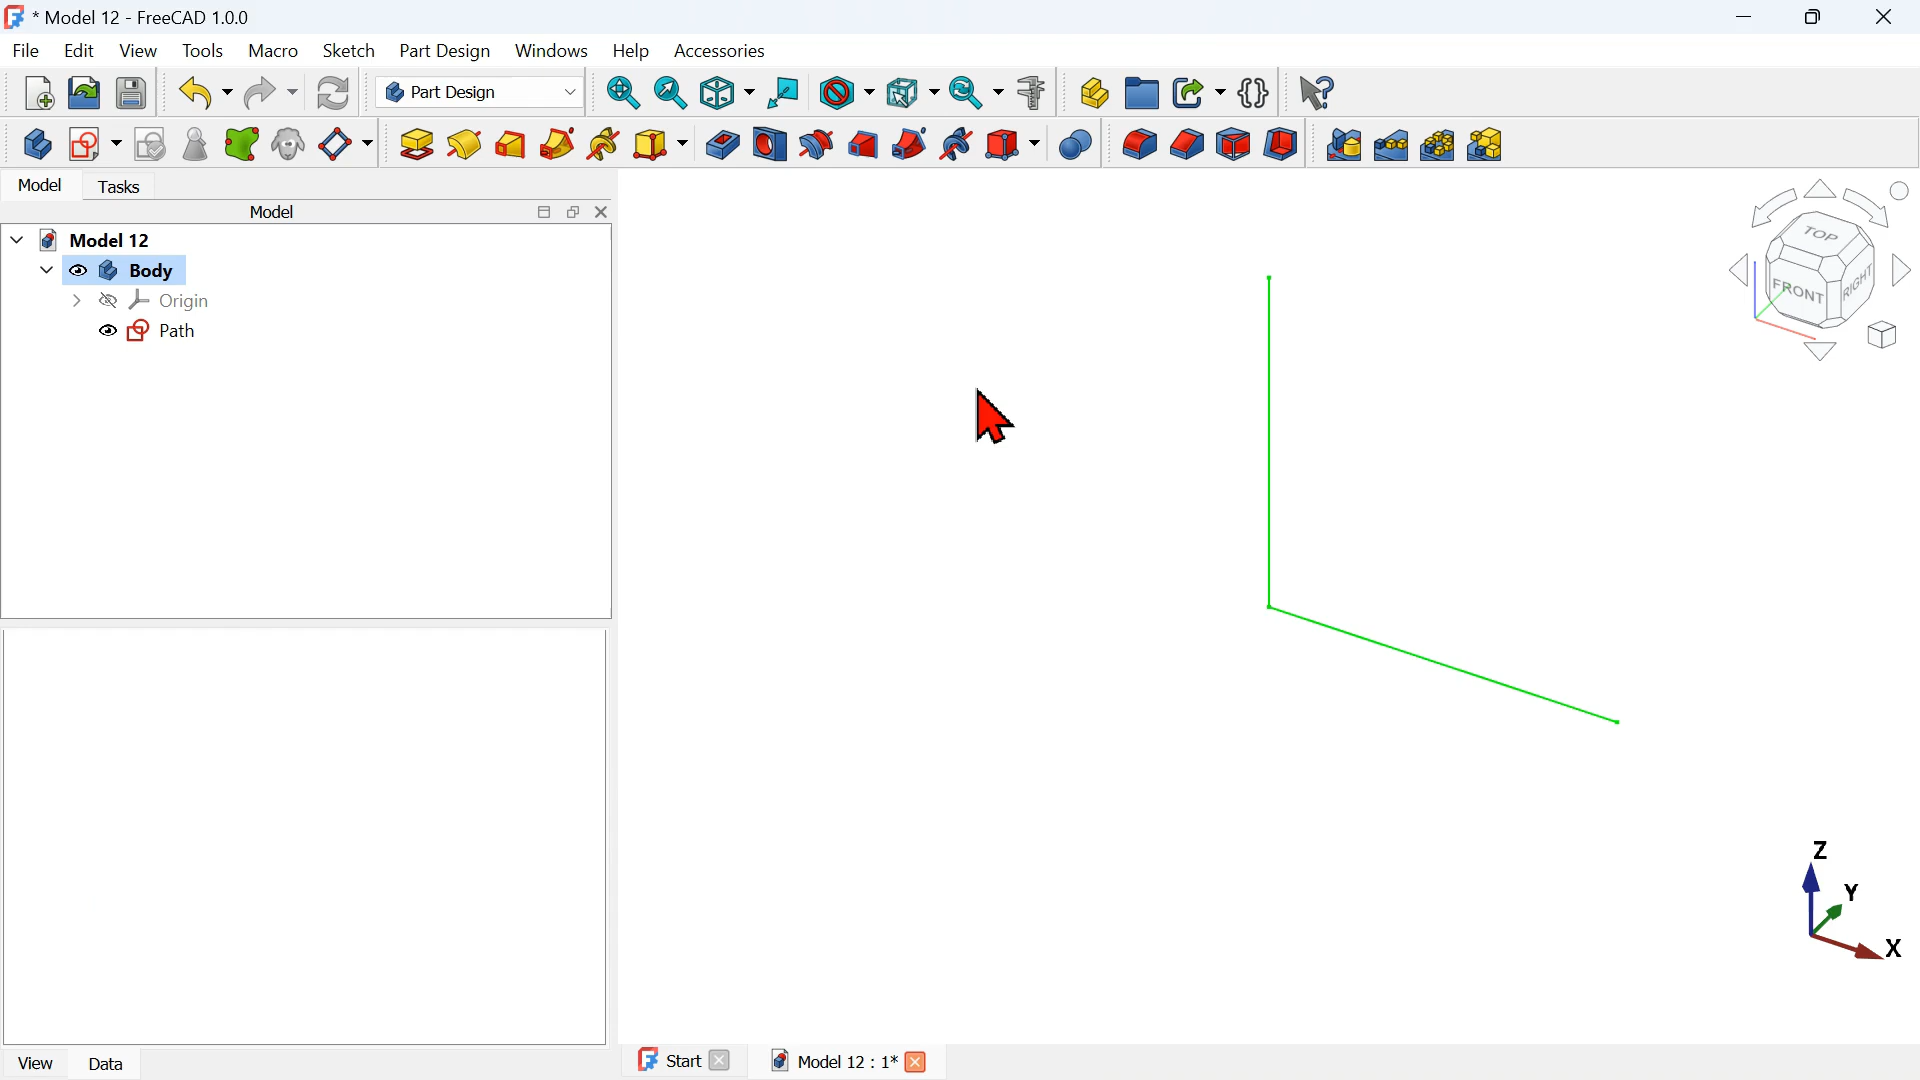 * Model 12 - FreeCAD 1.0.0
File Edit View Tools Macro Sketch Part Design Windows Help Accessories
Part Design
Model Tasks
Model
Model 12
Body
Origin
Path
TOP
FRONT
RIGHT
Z
Y
X
View Data
Start
Model 12 : 1*